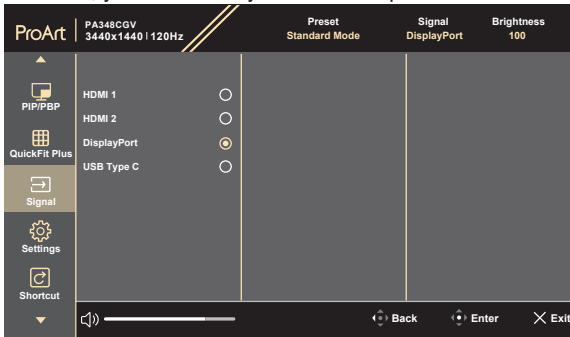 ProArt
PA348CGV
3440x1440 120Hz
Preset
Standard Mode
Signal
DisplayPort
Brightness
100
PIP/PBP
QuickFit Plus
Signal
Settings
Shortcut
HDMI 1
HDMI 2
DisplayPort
USB Type C
Back
Enter
Exit